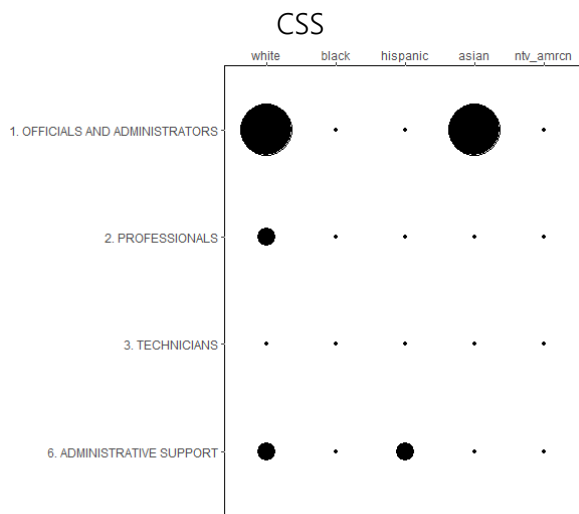 CSS
white black hispanic asian ntv_amrcn
1. OFFICIALS AND ADMINISTRATORS
2. PROFESSIONALS
3. TECHNICIANS
6. ADMINISTRATIVE SUPPORT